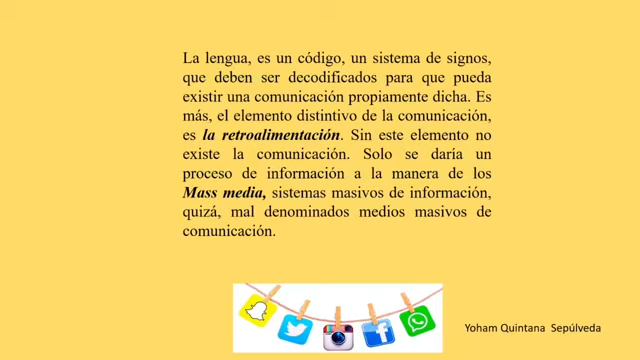 La lengua, es un código, un sistema de signos,
que deben ser decodificados para que pueda
existir una comunicación propiamente dicha. Es
más, el elemento distintivo de la comunicación,
es la retroalimentación. Sin este elemento no
existe la comunicación. Solo se daría un
proceso de información a la manera de los
Mass media, sistemas masivos de información,
quizá, mal denominados medios masivos de
comunicación.
Yoham Quintana Sepúlveda